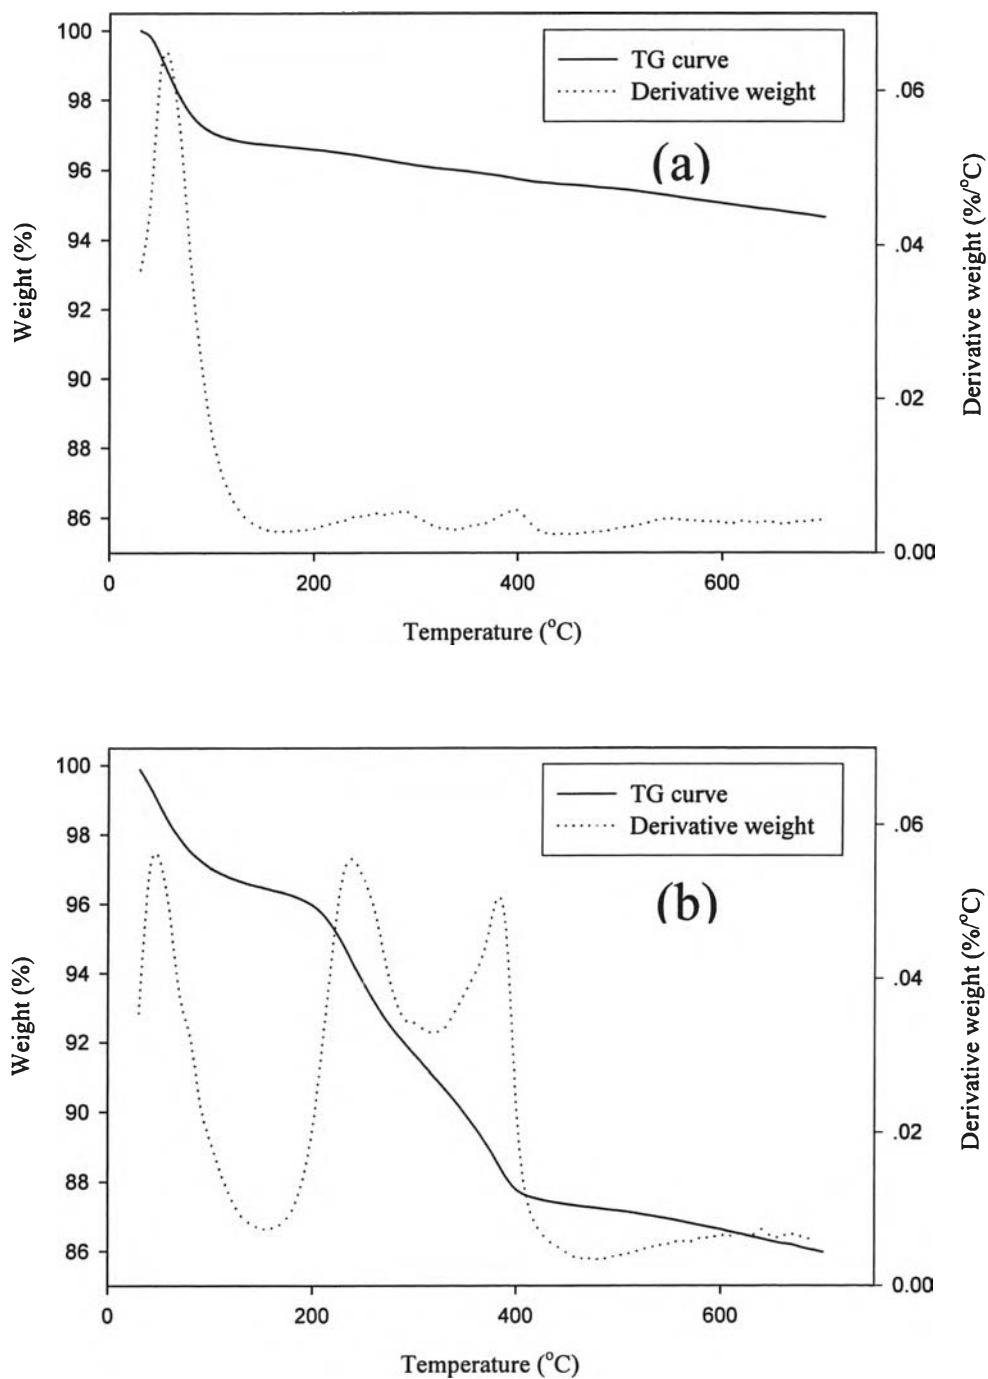 100
98
96
94
92
90
88
86
Weight (%)
TG curve
Derivative weight
(a)
.06
.04
.02
0.00
Derivative weight (%/°C)
0
200
400
600
Temperature (°C)
100
98
96
94
92
90
88
86
Weight (%)
TG curve
Derivative weight
(b)
.06
.04
.02
0.00
Derivative weight (%/°C)
0
200
400
600
Temperature (°C)